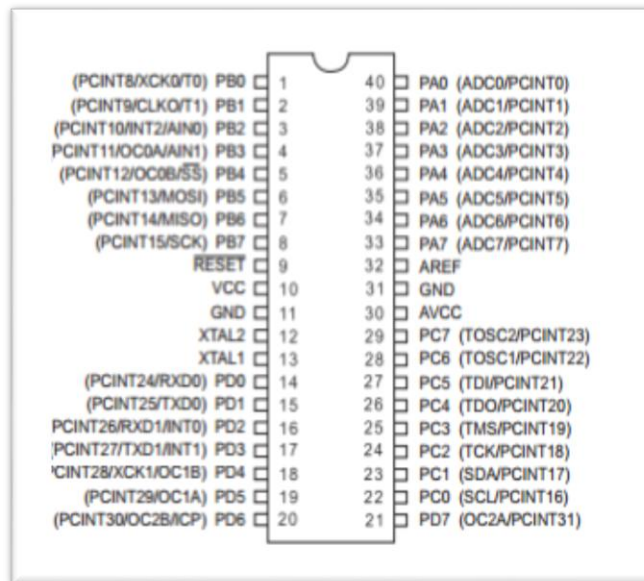 (PCINT8/XCK0/T0) PB0 1 40 PA0 (ADC0/PCINT0)
(PCINT9/CLKO/T1) PB1 2 39 PA1 (ADC1/PCINT1)
(PCINT10/INT2/AIN0) PB2 3 38 PA2 (ADC2/PCINT2)
PCINT11/OC0A/AIN1) PB3 4 37 PA3 (ADC3/PCINT3)
(PCINT12/OC0B/SS) PB4 5 36 PA4 (ADC4/PCINT4)
(PCINT13/MOSI) PB5 6 35 PA5 (ADC5/PCINT5)
(PCINT14/MISO) PB6 7 34 PA6 (ADC6/PCINT6)
(PCINT15/SCK) PB7 8 33 PA7 (ADC7/PCINT7)
RESET 9 32 AREF
VCC 10 31 GND
GND 11 30 AVCC
XTAL2 12 29 PC7 (TOSC2/PCINT23)
XTAL1 13 28 PC6 (TOSC1/PCINT22)
(PCINT24/RXD0) PD0 14 27 PC5 (TDI/PCINT21)
(PCINT25/TXD0) PD1 15 26 PC4 (TDO/PCINT20)
PCINT26/RXD1/INT0) PD2 16 25 PC3 (TMS/PCINT19)
PCINT27/TXD1/INT1) PD3 17 24 PC2 (TCK/PCINT18)
PCINT28/XCK1/OC1B) PD4 18 23 PC1 (SDA/PCINT17)
(PCINT29/OC1A) PD5 19 22 PC0 (SCL/PCINT16)
(PCINT30/OC2B/ICP) PD6 20 21 PD7 (OC2A/PCINT31)